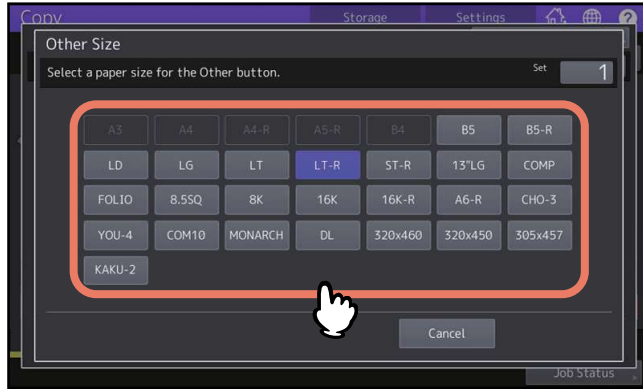 Copy Storage Settings ?
Other Size
Select a paper size for the Other button. Set 1
A3 A4 A4-R A5-R B4 B5 B5-R
LD LG LT LT-R ST-R 13"LG COMP
FOLIO 8.5SQ 8K 16K 16K-R A6-R CHO-3
YOU-4 COM10 MONARCH DL 320x460 320x450 305x457
KAKU-2
Cancel
Job Status